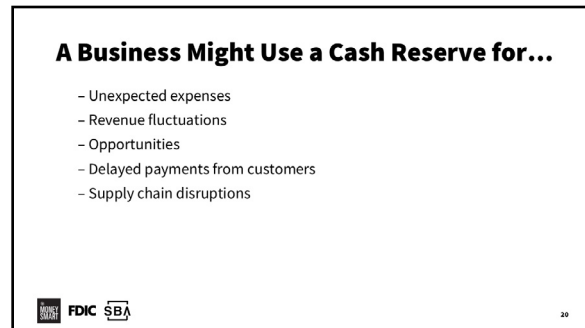 A Business Might Use a Cash Reserve for...
– Unexpected expenses
– Revenue fluctuations
– Opportunities
– Delayed payments from customers
– Supply chain disruptions
MONEY
SMART
FDIC
SBA
20